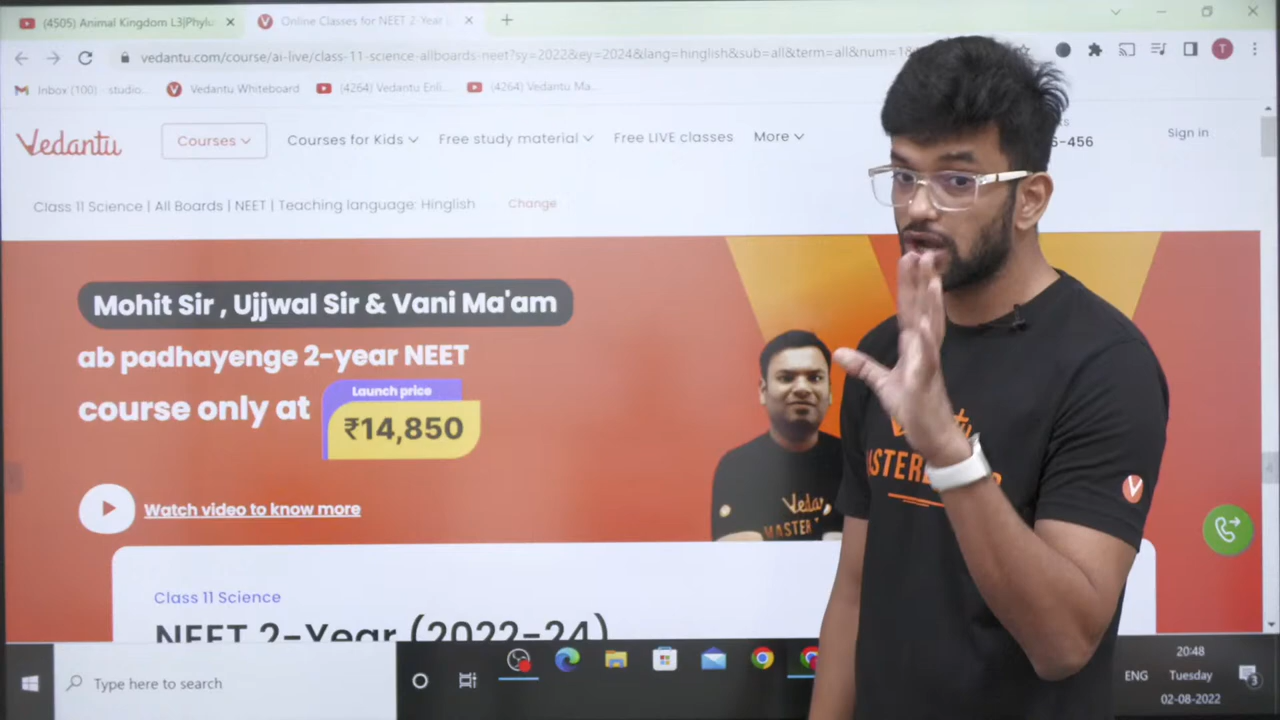 (4505) Animal Kingdom L3|Phylu
Online Classes for NEET 2-Year
vedantu.com/course/ai-live/class-11-science-allboards-neet?sy=2022&ey=2024&lang=hinglish&sub=all&term=all&num=1
T
Inbox (100) - studio...
Vedantu Whiteboard
(4264) Vedantu Enli...
(4264) Vedantu Ma...
Vedantu
Courses
Courses for Kids
Free study material
Free LIVE classes
More
6-456
Sign in
Class 11 Science | All Boards | NEET | Teaching language: Hinglish
Change
Mohit Sir , Ujjwal Sir & Vani Ma'am
ab padhayenge 2-year NEET
course only at
Launch price
₹14,850
Watch video to know more
Class 11 Science
NEET 2-Year (2022-24)
Type here to search
ENG
20:48
Tuesday
02-08-2022
3